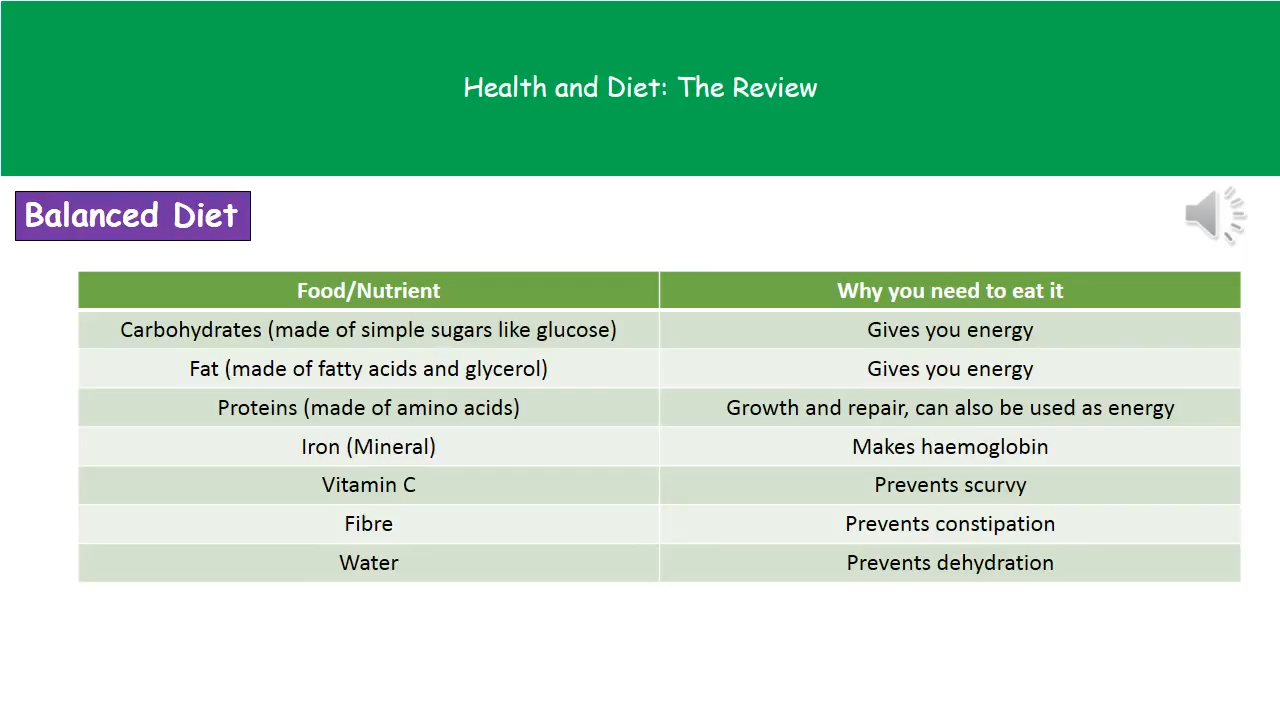 Health and Diet: The Review
Balanced Diet
Food/Nutrient Why you need to eat it
Carbohydrates (made of simple sugars like glucose) Gives you energy
Fat (made of fatty acids and glycerol) Gives you energy
Proteins (made of amino acids) Growth and repair, can also be used as energy
Iron (Mineral) Makes haemoglobin
Vitamin C Prevents scurvy
Fibre Prevents constipation
Water Prevents dehydration